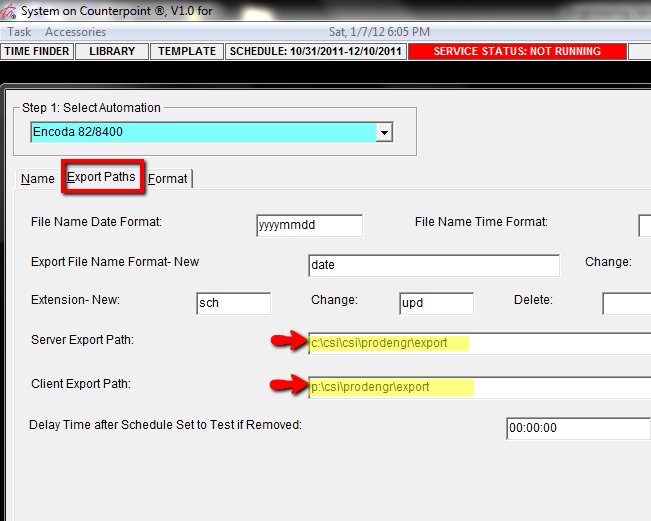 System on Counterpoint ®, V1.0 for
Task Accessories Sat, 1/7/12 6:05 PM
TIME FINDER LIBRARY TEMPLATE SCHEDULE: 10/31/2011-12/10/2011 SERVICE STATUS: NOT RUNNING
Step 1: Select Automation
Encoda 82/8400
Name Export Paths Format
File Name Date Format: yyyymmdd File Name Time Format:
Export File Name Format- New date Change:
Extension- New: sch Change: upd Delete:
Server Export Path: c:\csi\csi\prodengr\export
Client Export Path: p:\csi\prodengr\export
Delay Time after Schedule Set to Test if Removed: 00:00:00